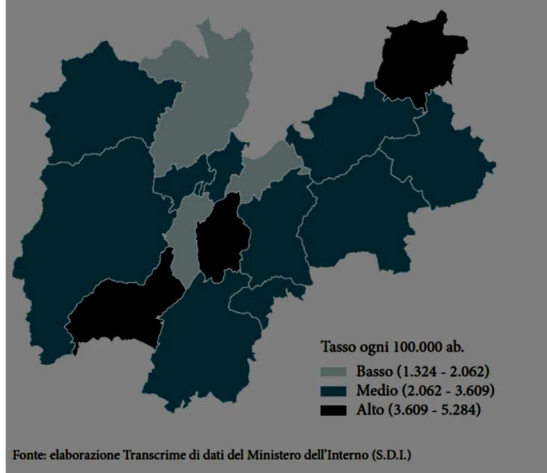 Tasso ogni 100.000 ab.
Basso (1.324 - 2.062)
Medio (2.062 - 3.609)
Alto (3.609 - 5.284)
Fonte: elaborazione Transcrime di dati del Ministero dell'Interno (S.D.I.)